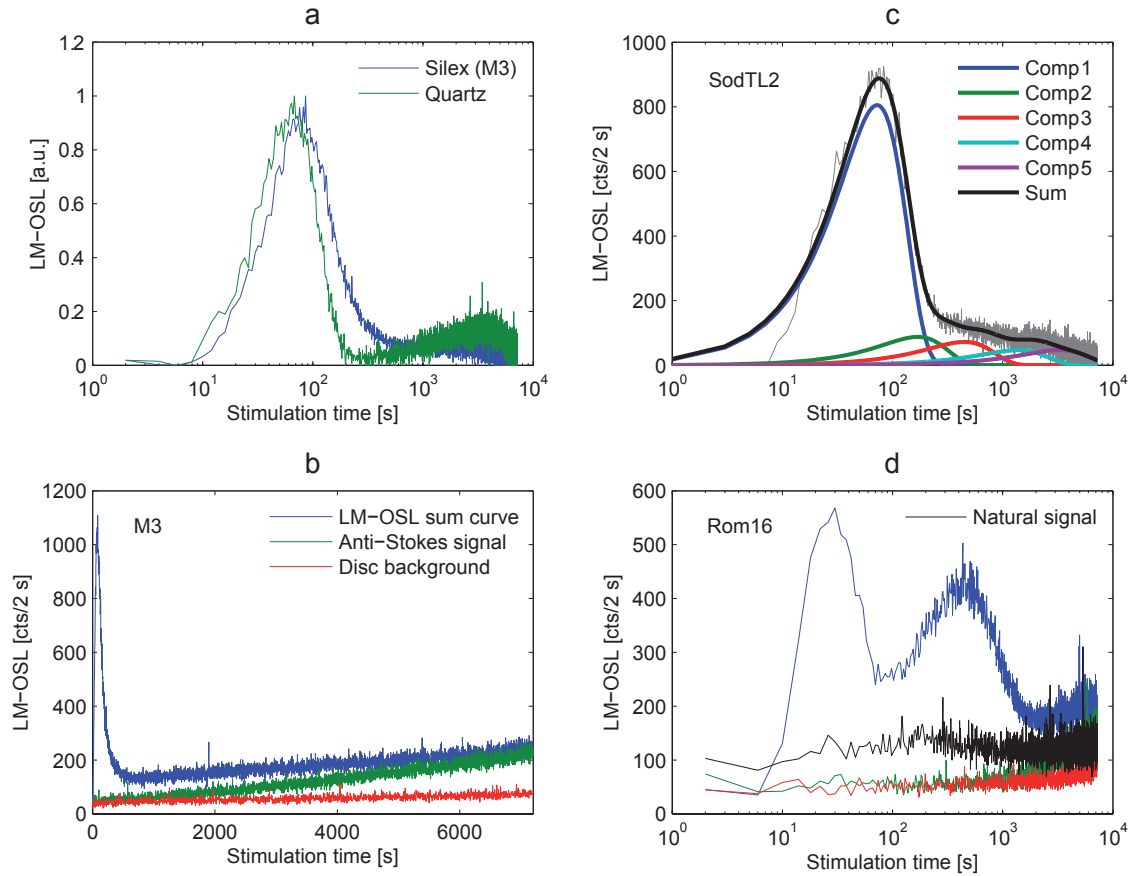 a
LM−OSL [a.u.]
1.2
1
0.8
0.6
0.4
0.2
0
Silex (M3)
Quartz
10^0 10^1 10^2 10^3 10^4
Stimulation time [s]
c
LM−OSL [cts/2 s]
1000
800
600
400
200
0
SodTL2
Comp1
Comp2
Comp3
Comp4
Comp5
Sum
10^0 10^1 10^2 10^3 10^4
Stimulation time [s]
b
LM−OSL [cts/2 s]
1200
1000
800
600
400
200
0
M3
LM−OSL sum curve
Anti−Stokes signal
Disc background
0 2000 4000 6000
Stimulation time [s]
d
LM−OSL [cts/2 s]
600
500
400
300
200
100
0
Rom16
Natural signal
10^0 10^1 10^2 10^3 10^4
Stimulation time [s]